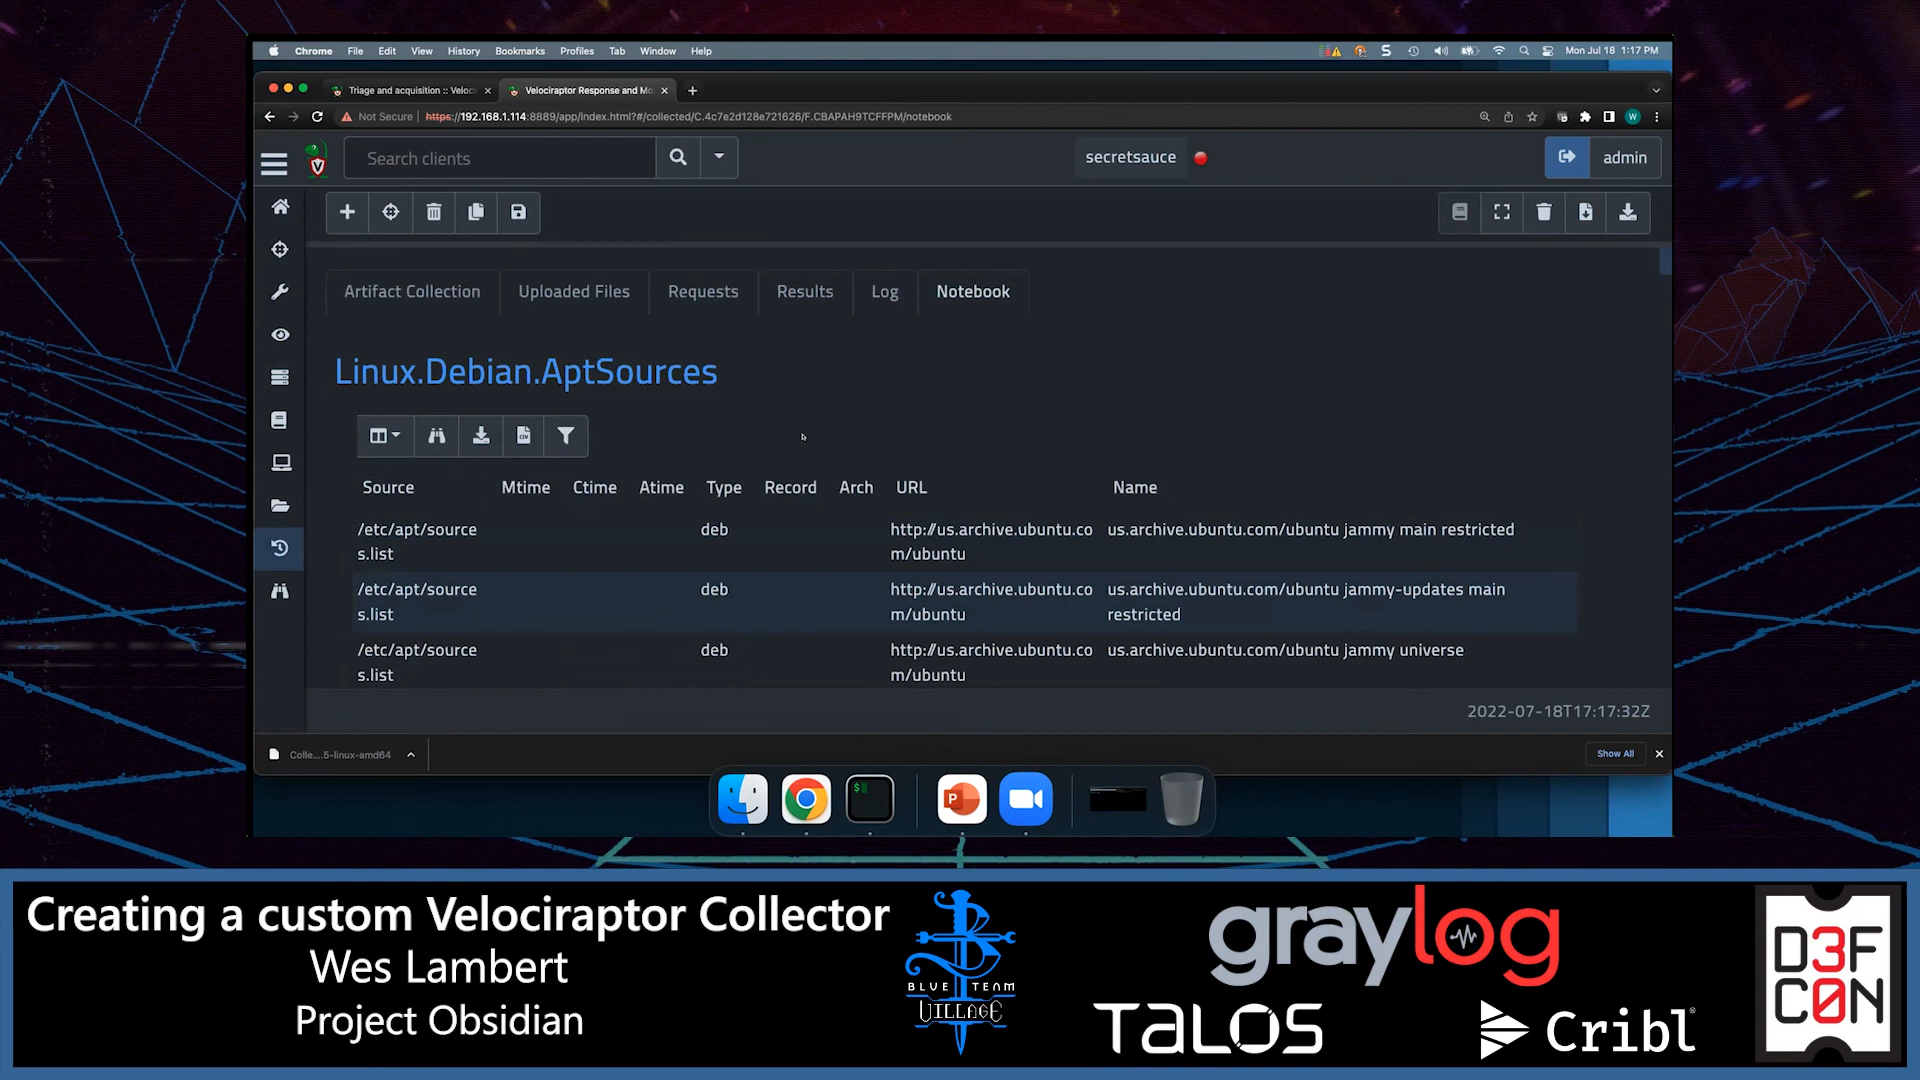 Chrome File Edit View History Bookmarks Profiles Tab Window Help
Mon Jul 18 1:17 PM
Triage and acquisition :: Veloci
Velociraptor Response and Mo
Not Secure https://192.168.1.114:8889/app/index.html?#/collected/C.4c7e2d128e721626/F.CBAPAH9TCFFPM/notebook
W
Search clients
secretsauce
admin
Artifact Collection Uploaded Files Requests Results Log Notebook
Linux.Debian.AptSources
CSV
Source Mtime Ctime Atime Type Record Arch URL Name
/etc/apt/source
s.list
deb
http://us.archive.ubuntu.co
m/ubuntu
us.archive.ubuntu.com/ubuntu jammy main restricted
/etc/apt/source
s.list
deb
http://us.archive.ubuntu.co
m/ubuntu
us.archive.ubuntu.com/ubuntu jammy-updates main
restricted
/etc/apt/source
s.list
deb
http://us.archive.ubuntu.co
m/ubuntu
us.archive.ubuntu.com/ubuntu jammy universe
2022-07-18T17:17:32Z
Colle....5-linux-amd64
Show All
Creating a custom Velociraptor Collector
Wes Lambert
Project Obsidian
BLUE TEAM
VILLAGE
graylog
TALOS
Cribl
D3F
C0N